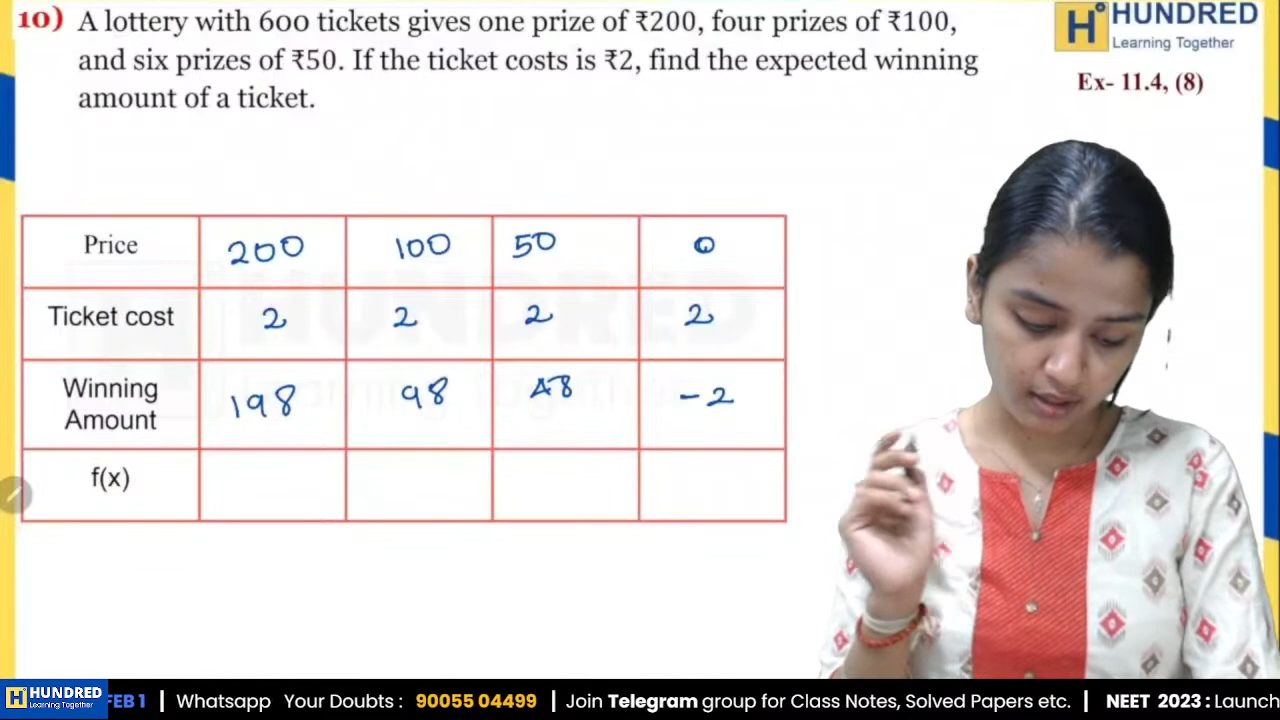 10) A lottery with 600 tickets gives one prize of ₹200, four prizes of ₹100,
and six prizes of ₹50. If the ticket costs is ₹2, find the expected winning
amount of a ticket.
H HUNDRED
Learning Together
Ex- 11.4, (8)
Price 200 100 50 0
Ticket cost 2 2 2 2
Winning Amount 198 98 48 -2
f(x)
HUNDRED
Learning Together
H HUNDRED
Learning Together
FEB 1 | Whatsapp Your Doubts : 90055 04499 | Join Telegram group for Class Notes, Solved Papers etc. ) NEET 2023 : Launch